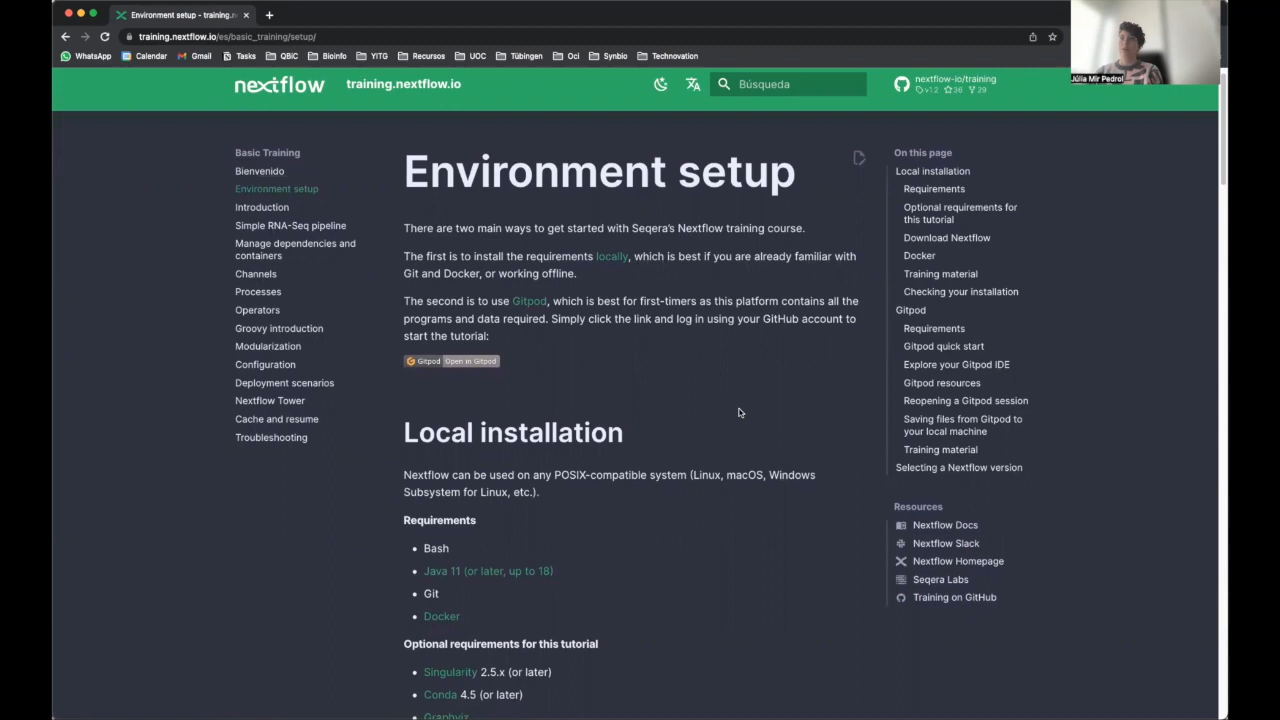 Environment setup - training.n
training.nextflow.io/es/basic_training/setup/
WhatsApp Calendar Gmail Tasks QBiC Bioinfo YITG Recursos UOC Tübingen Oci Synbio Technovation
Júlia Mir Pedrol
nextflow
training.nextflow.io
Búsqueda
nextflow-io/training
v1.2 36 29
Basic Training
Bienvenido
Environment setup
Introduction
Simple RNA-Seq pipeline
Manage dependencies and
containers
Channels
Processes
Operators
Groovy introduction
Modularization
Configuration
Deployment scenarios
Nextflow Tower
Cache and resume
Troubleshooting
Environment setup
There are two main ways to get started with Seqera's Nextflow training course.
The first is to install the requirements locally, which is best if you are already familiar with
Git and Docker, or working offline.
The second is to use Gitpod, which is best for first-timers as this platform contains all the
programs and data required. Simply click the link and log in using your GitHub account to
start the tutorial:
Gitpod Open in Gitpod
Local installation
Nextflow can be used on any POSIX-compatible system (Linux, macOS, Windows
Subsystem for Linux, etc.).
Requirements
• Bash
• Java 11 (or later, up to 18)
• Git
• Docker
Optional requirements for this tutorial
• Singularity 2.5.x (or later)
• Conda 4.5 (or later)
• Graphviz
On this page
Local installation
Requirements
Optional requirements for
this tutorial
Download Nextflow
Docker
Training material
Checking your installation
Gitpod
Requirements
Gitpod quick start
Explore your Gitpod IDE
Gitpod resources
Reopening a Gitpod session
Saving files from Gitpod to
your local machine
Training material
Selecting a Nextflow version
Resources
Nextflow Docs
Nextflow Slack
Nextflow Homepage
Seqera Labs
Training on GitHub